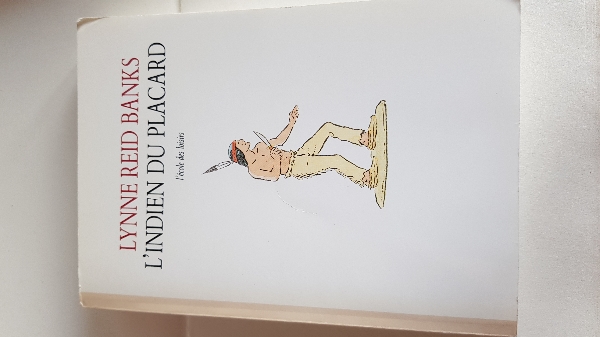 LYNNE REID BANKS
L'INDIEN DU PLACARD
l'école des loisirs